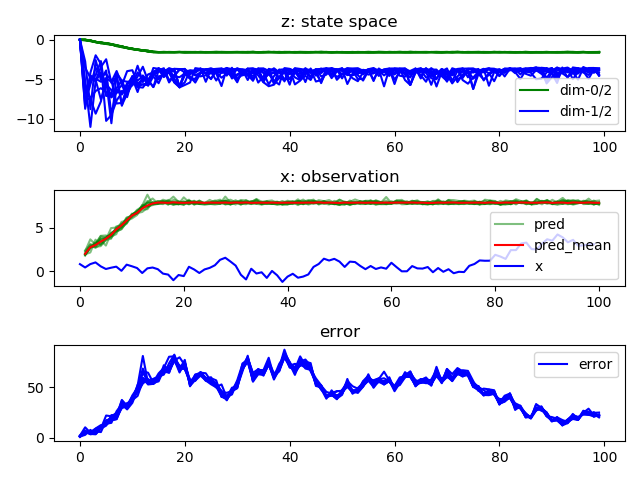 z: state space
0
−5
−10
dim-0/2
dim-1/2
0 20 40 60 80 100
x: observation
5
0
pred
pred_mean
x
0 20 40 60 80 100
error
50
0
error
0 20 40 60 80 100